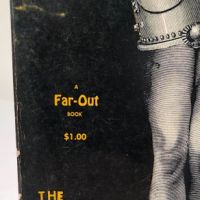 A
Far-Out
BOOK
$1.00
THE